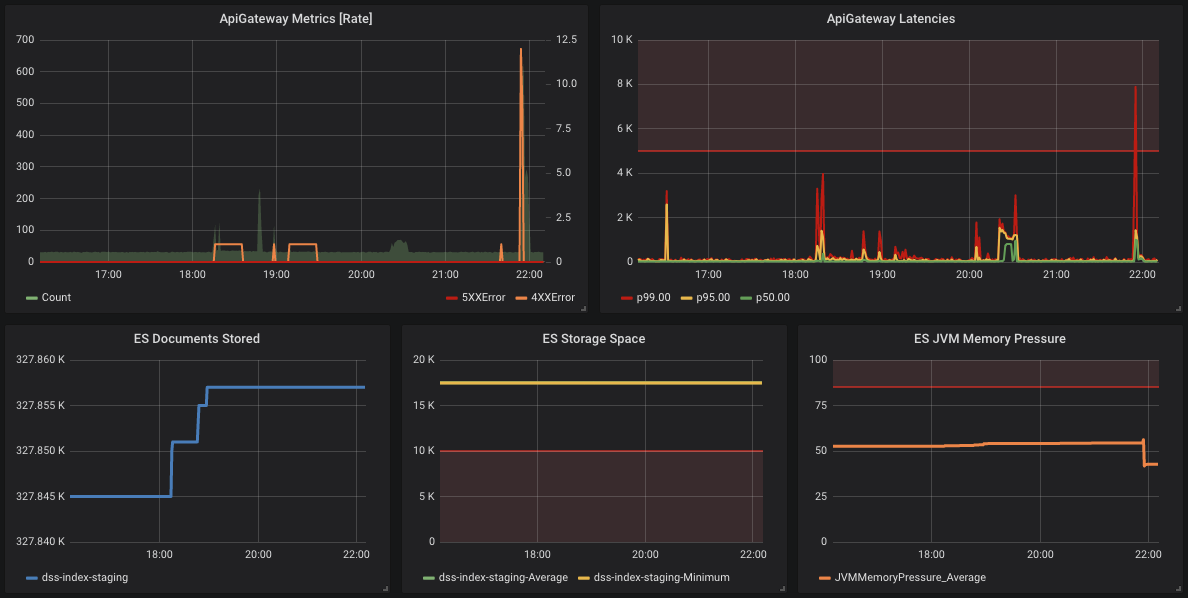 ApiGateway Metrics [Rate]
700
600
500
400
300
200
100
0
12.5
10.0
7.5
5.0
2.5
0
17:00 18:00 19:00 20:00 21:00 22:00
Count 5XXError 4XXError
ApiGateway Latencies
10 K
8 K
6 K
4 K
2 K
0
17:00 18:00 19:00 20:00 21:00 22:00
p99.00 p95.00 p50.00
ES Documents Stored
327.860 K
327.855 K
327.850 K
327.845 K
327.840 K
18:00 20:00 22:00
dss-index-staging
ES Storage Space
20 K
15 K
10 K
5 K
0
18:00 20:00 22:00
dss-index-staging-Average dss-index-staging-Minimum
ES JVM Memory Pressure
100
75
50
25
0
18:00 20:00 22:00
JVMMemoryPressure_Average